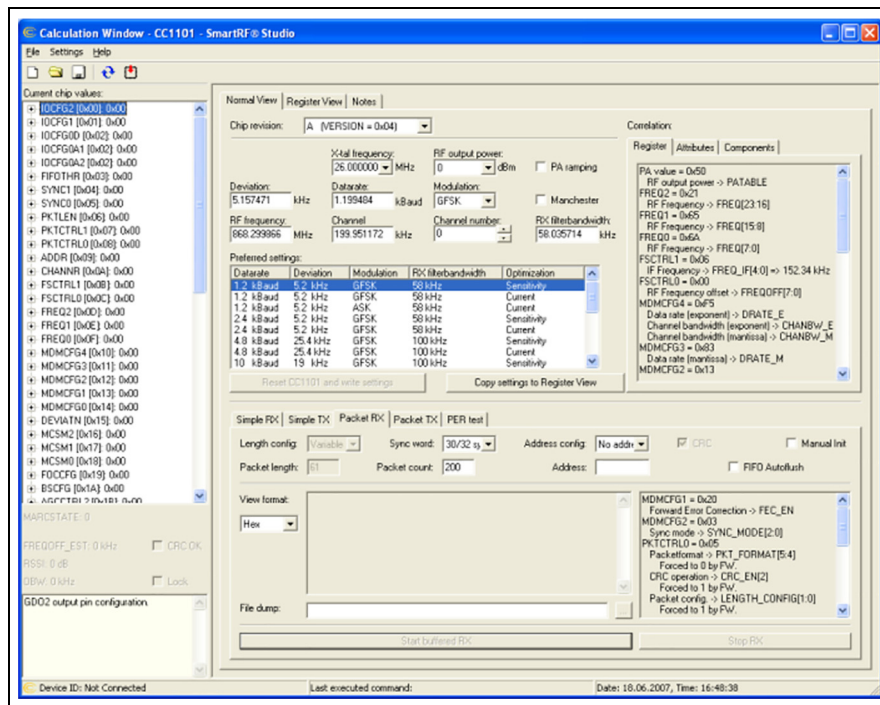 Calculation Window - CC1101 - SmartRF® Studio
File Settings Help
Current chip values:
IOCFG2 [0x00]: 0x00
IOCFG1 [0x01]: 0x00
IOCFG0D [0x02]: 0x00
IOCFG0A1 [0x02]: 0x00
IOCFG0A2 [0x02]: 0x00
FIFOTHR [0x03]: 0x00
SYNC1 [0x04]: 0x00
SYNC0 [0x05]: 0x00
PKTLEN [0x06]: 0x00
PKTCTRL1 [0x07]: 0x00
PKTCTRL0 [0x08]: 0x00
ADDR [0x09]: 0x00
CHANNR [0x0A]: 0x00
FSCTRL1 [0x0B]: 0x00
FSCTRL0 [0x0C]: 0x00
FREQ2 [0x0D]: 0x00
FREQ1 [0x0E]: 0x00
FREQ0 [0x0F]: 0x00
MDMCFG4 [0x10]: 0x00
MDMCFG3 [0x11]: 0x00
MDMCFG2 [0x12]: 0x00
MDMCFG1 [0x13]: 0x00
MDMCFG0 [0x14]: 0x00
DEVIATN [0x15]: 0x00
MCSM2 [0x16]: 0x00
MCSM1 [0x17]: 0x00
MCSM0 [0x18]: 0x00
FOCCFG [0x19]: 0x00
BSCFG [0x1A]: 0x00
AGCCTRL2 [0x1B]: 0x00
MARCSTATE: 0
FREQOFF_EST: 0 kHz CRC OK
RSSI: 0 dB
OBW: 0 kHz Lock
GDO2 output pin configuration.
Normal View Register View Notes
Chip revision: A (VERSION = 0x04)
X-tal frequency: RF output power:
26.000000 MHz 0 dBm PA ramping
Deviation: Datarate: Modulation:
5.157471 kHz 1.199484 kBaud GFSK Manchester
RF frequency: Channel Channel number: RX filterbandwidth:
868.299866 MHz 199.951172 kHz 0 58.035714 kHz
Preferred settings:
Datarate Deviation Modulation RX filterbandwidth Optimization
1.2 kBaud 5.2 kHz GFSK 58 kHz Sensitivity
1.2 kBaud 5.2 kHz GFSK 58 kHz Current
1.2 kBaud 5.2 kHz ASK 58 kHz Current
2.4 kBaud 5.2 kHz GFSK 58 kHz Sensitivity
2.4 kBaud 5.2 kHz GFSK 58 kHz Current
4.8 kBaud 25.4 kHz GFSK 100 kHz Sensitivity
4.8 kBaud 25.4 kHz GFSK 100 kHz Current
10 kBaud 19 kHz GFSK 100 kHz Sensitivity
Reset CC1101 and write settings Copy settings to Register View
Correlation:
Register Attributes Components
PA value = 0x50
RF output power -> PATABLE
FREQ2 = 0x21
RF Frequency -> FREQ[23:16]
FREQ1 = 0x65
RF Frequency -> FREQ[15:8]
FREQ0 = 0x6A
RF Frequency -> FREQ[7:0]
FSCTRL1 = 0x06
IF Frequency -> FREQ_IF[4:0] => 152.34 kHz
FSCTRL0 = 0x00
RF Frequency offset -> FREQOFF[7:0]
MDMCFG4 = 0xF5
Data rate (exponent) -> DRATE_E
Channel bandwidth (exponent) -> CHANBW_E
Channel bandwidth (mantissa) -> CHANBW_M
MDMCFG3 = 0x83
Data rate (mantissa) -> DRATE_M
MDMCFG2 = 0x13
Simple RX Simple TX Packet RX Packet TX PER test
Length config: Variable Sync word: 30/32 sy Address config: No addre CRC Manual Init
Packet length: 61 Packet count: 200 Address: FIFO Autoflush
View format:
Hex
File dump: ...
MDMCFG1 = 0x20
Forward Error Correction -> FEC_EN
MDMCFG2 = 0x03
Sync mode -> SYNC_MODE[2:0]
PKTCTRL0 = 0x05
Packetformat -> PKT_FORMAT[5:4]
Forced to 0 by FW.
CRC operation -> CRC_EN[2]
Forced to 1 by FW.
Packet config. -> LENGTH_CONFIG[1:0]
Forced to 1 by FW.
Start buffered RX Stop RX
Device ID: Not Connected Last executed command: Date: 18.06.2007, Time: 16:48:38